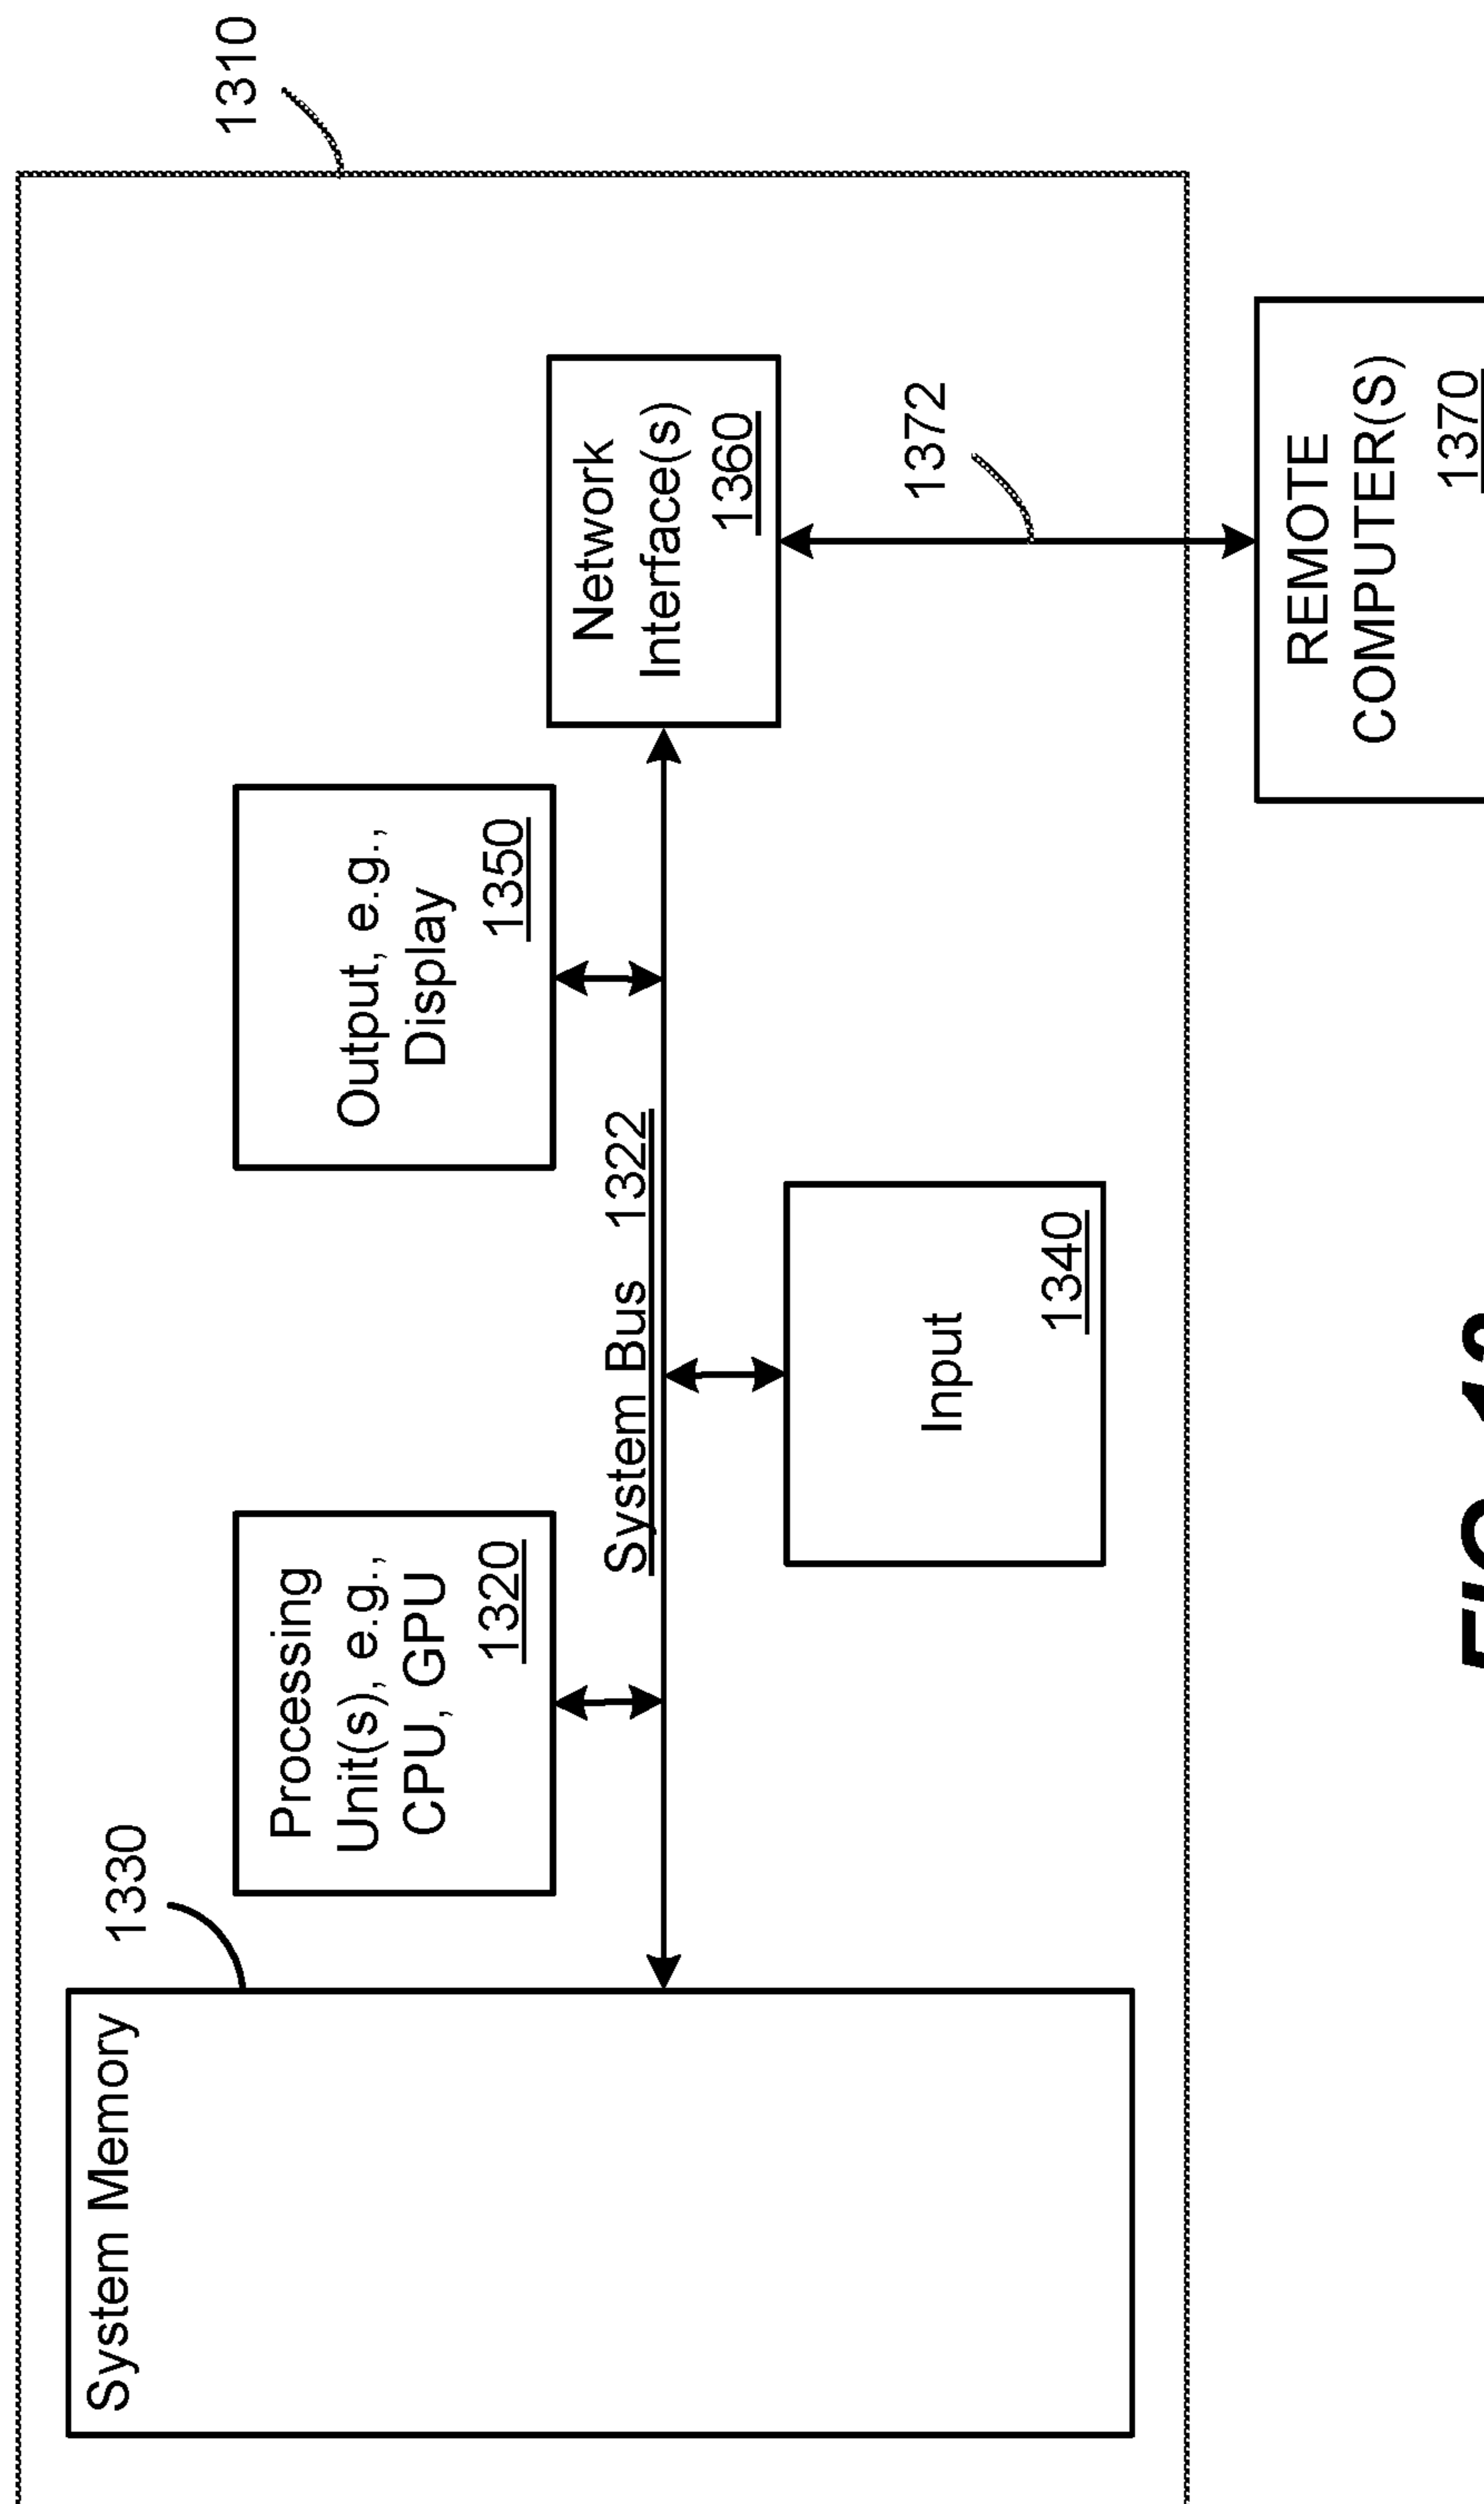 1310
System Memory
1330
Processing
Unit(s), e.g.,
CPU, GPU
1320
Output, e.g.,
Display
1350
System Bus 1322
Network
Interface(s)
1360
Input
1340
1372
REMOTE
COMPUTER(S)
1370